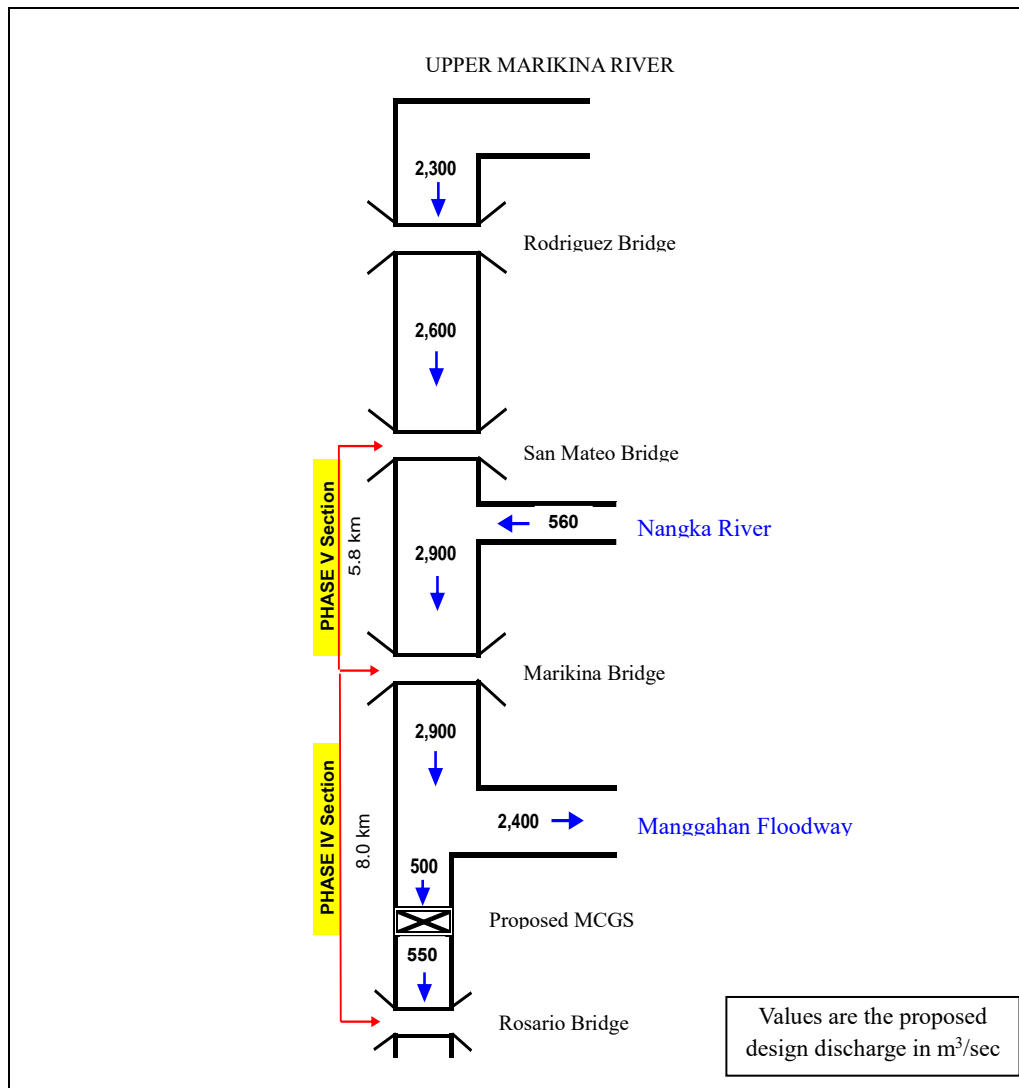 UPPER MARIKINA RIVER
2,300
Rodriguez Bridge
2,600
San Mateo Bridge
PHASE V Section
5.8 km
560
Nangka River
2,900
Marikina Bridge
2,900
PHASE IV Section
8.0 km
2,400
Manggahan Floodway
500
Proposed MCGS
550
Rosario Bridge
Values are the proposed
design discharge in m³/sec